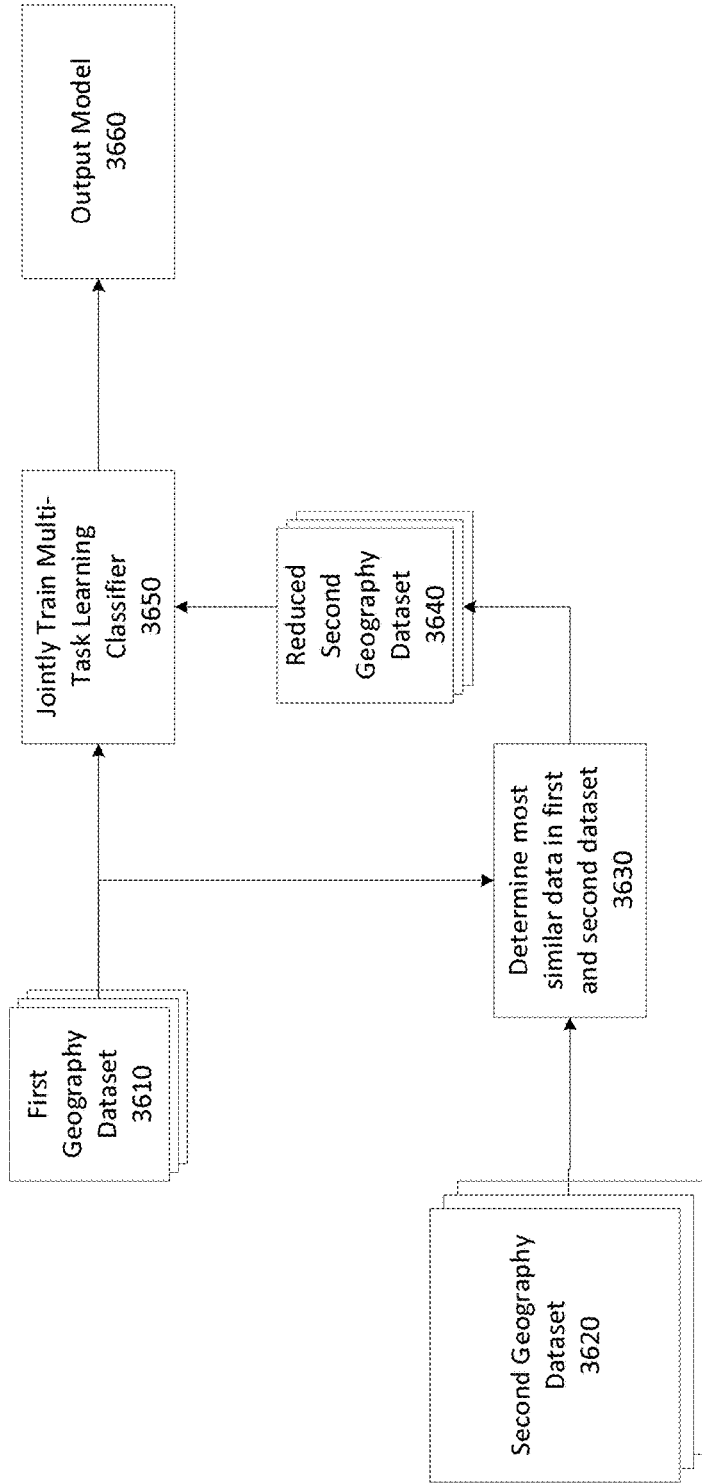 First
Geography
Dataset
3610
Second Geography
Dataset
3620
Determine most
similar data in first
and second dataset
3630
Reduced
Second
Geography
Dataset
3640
Jointly Train Multi-
Task Learning
Classifier
3650
Output Model
3660